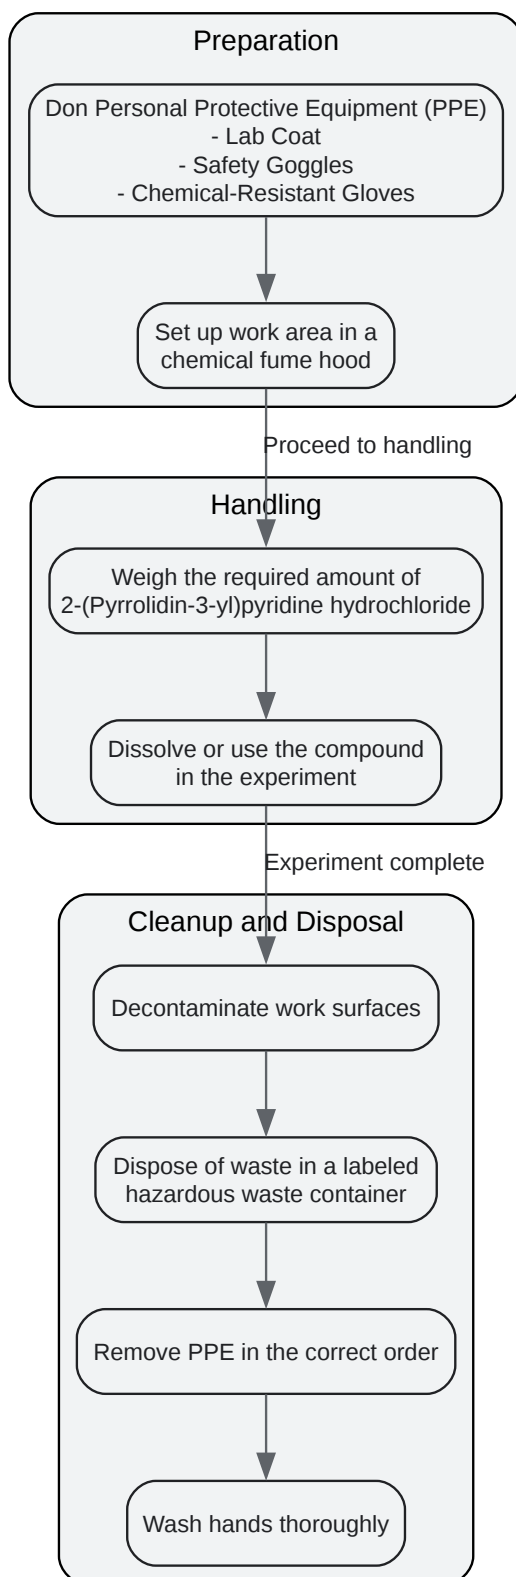 Preparation
Don Personal Protective Equipment (PPE)
- Lab Coat
- Safety Goggles
- Chemical-Resistant Gloves
Set up work area in a
chemical fume hood
Proceed to handling
Handling
Weigh the required amount of
2-(Pyrrolidin-3-yl)pyridine hydrochloride
Dissolve or use the compound
in the experiment
Experiment complete
Cleanup and Disposal
Decontaminate work surfaces
Dispose of waste in a labeled
hazardous waste container
Remove PPE in the correct order
Wash hands thoroughly